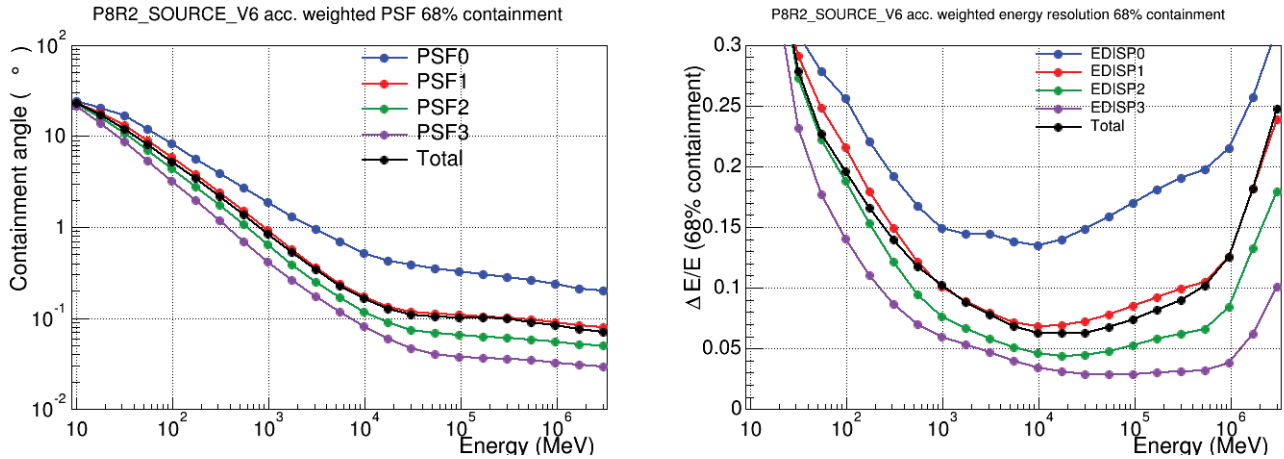 P8R2_SOURCE_V6 acc. weighted PSF 68% containment
Containment angle ( ° )
10²
10
1
10⁻¹
10⁻²
PSF0
PSF1
PSF2
PSF3
Total
10 10² 10³ 10⁴ 10⁵ 10⁶
Energy (MeV)
P8R2_SOURCE_V6 acc. weighted energy resolution 68% containment
Δ E/E (68% containment)
0.3
0.25
0.2
0.15
0.1
0.05
0
EDISP0
EDISP1
EDISP2
EDISP3
Total
10 10² 10³ 10⁴ 10⁵ 10⁶
Energy (MeV)